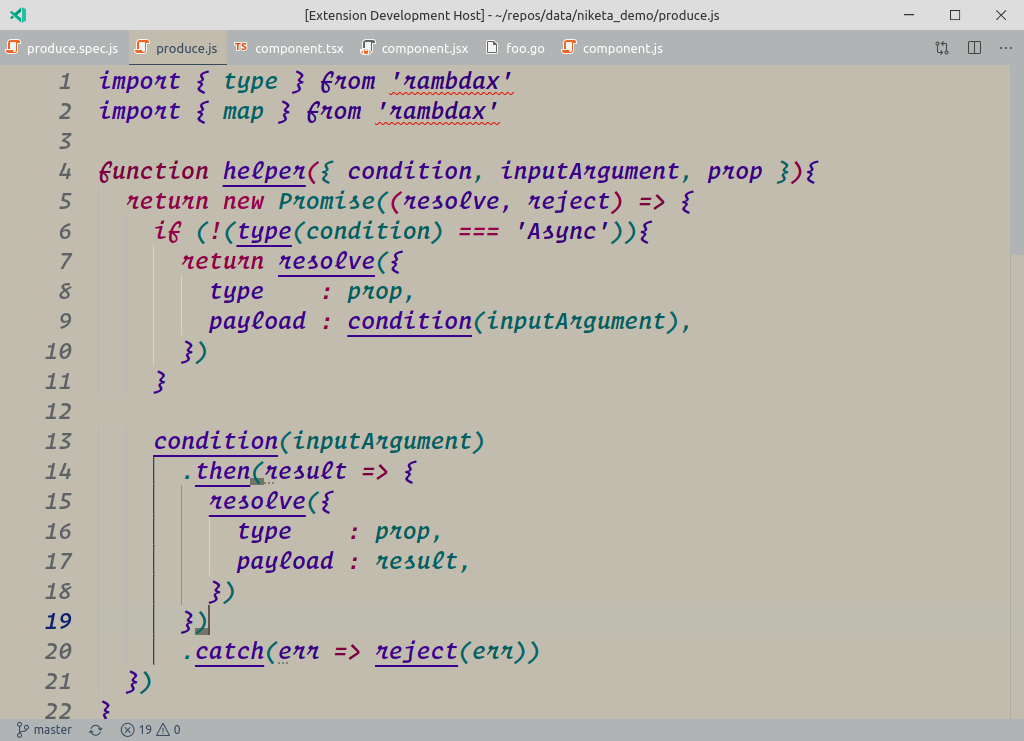 [Extension Development Host] - ~/repos/data/niketa_demo/produce.js
produce.spec.js produce.js TS component.tsx component.jsx foo.go component.js
1 import { type } from 'rambdax'
2 import { map } from 'rambdax'
3
4 function helper({ condition, inputArgument, prop }){
5 return new Promise((resolve, reject) => {
6 if (!(type(condition) === 'Async')){
7 return resolve({
8 type    : prop,
9 payload : condition(inputArgument),
10 })
11 }
12
13 condition(inputArgument)
14 .then(result => {
15 resolve({
16 type    : prop,
17 payload : result,
18 })
19 })
20 .catch(err => reject(err))
21 })
22 }
master 19 0